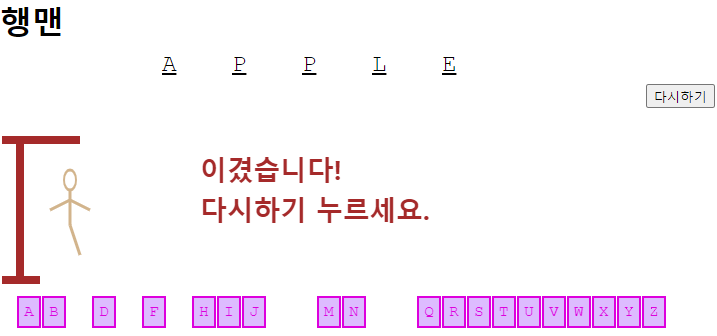 행맨
A P P L E
다시하기
이겼습니다!
다시하기 누르세요.
A B D F H I J M N Q R S T U V W X Y Z